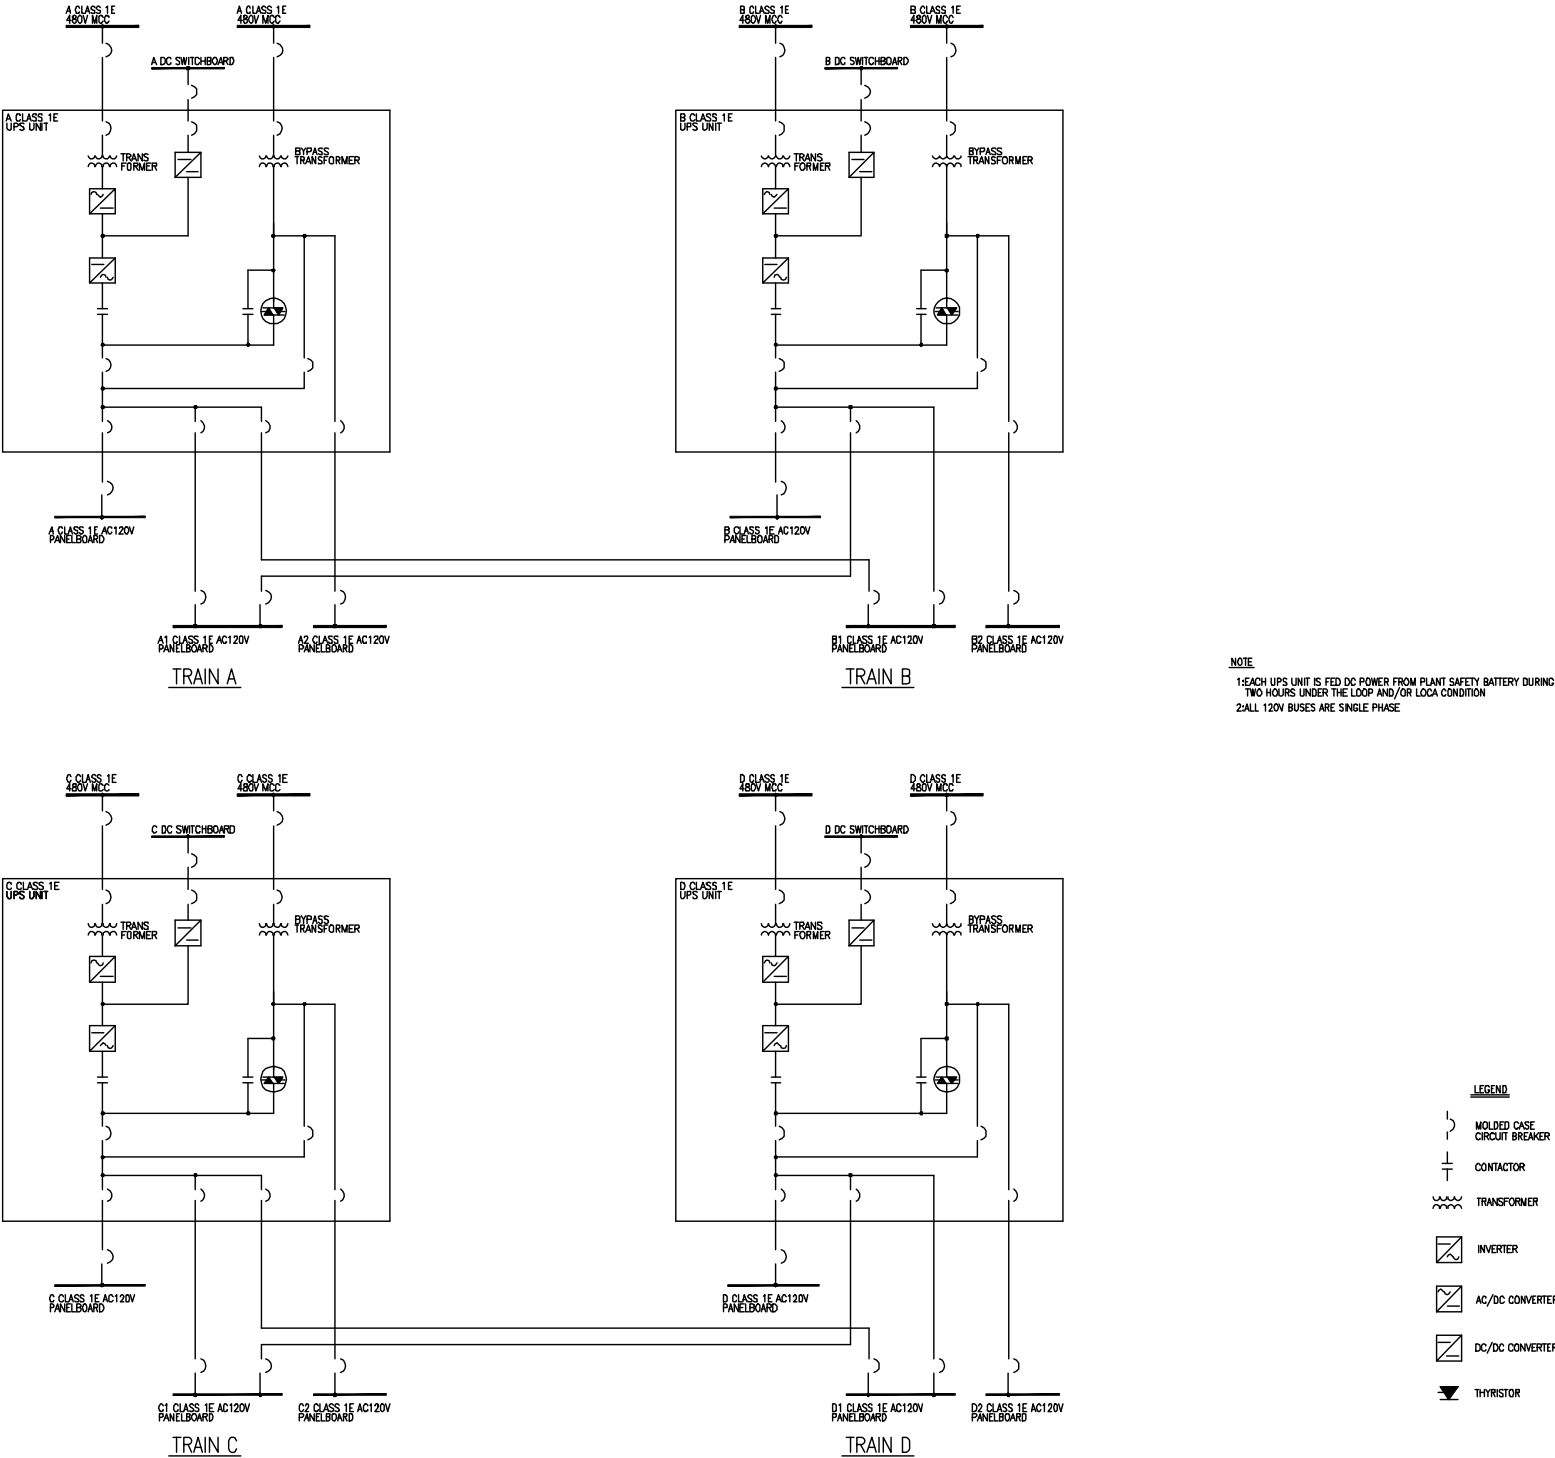 A CLASS 1E
480V MCC
A CLASS 1E
480V MCC
A DC SWITCHBOARD
A CLASS 1E
UPS UNIT
TRANS
FORMER
BYPASS
TRANSFORMER
A CLASS 1E AC120V
PANELBOARD
A1 CLASS 1E AC120V
PANELBOARD
A2 CLASS 1E AC120V
PANELBOARD
TRAIN A
B CLASS 1E
480V MCC
B CLASS 1E
480V MCC
B DC SWITCHBOARD
B CLASS 1E
UPS UNIT
TRANS
FORMER
BYPASS
TRANSFORMER
B CLASS 1E AC120V
PANELBOARD
B1 CLASS 1E AC120V
PANELBOARD
B2 CLASS 1E AC120V
PANELBOARD
TRAIN B
NOTE
1:EACH UPS UNIT IS FED DC POWER FROM PLANT SAFETY BATTERY DURING
TWO HOURS UNDER THE LOOP AND/OR LOCA CONDITION
2:ALL 120V BUSES ARE SINGLE PHASE
C CLASS 1E
480V MCC
C CLASS 1E
480V MCC
C DC SWITCHBOARD
C CLASS 1E
UPS UNIT
TRANS
FORMER
BYPASS
TRANSFORMER
C CLASS 1E AC120V
PANELBOARD
C1 CLASS 1E AC120V
PANELBOARD
C2 CLASS 1E AC120V
PANELBOARD
TRAIN C
D CLASS 1E
480V MCC
D CLASS 1E
480V MCC
D DC SWITCHBOARD
D CLASS 1E
UPS UNIT
TRANS
FORMER
BYPASS
TRANSFORMER
D CLASS 1E AC120V
PANELBOARD
D1 CLASS 1E AC120V
PANELBOARD
D2 CLASS 1E AC120V
PANELBOARD
TRAIN D
LEGEND
MOLDED CASE
CIRCUIT BREAKER
CONTACTOR
TRANSFORMER
INVERTER
AC/DC CONVERTER
DC/DC CONVERTER
THYRISTOR